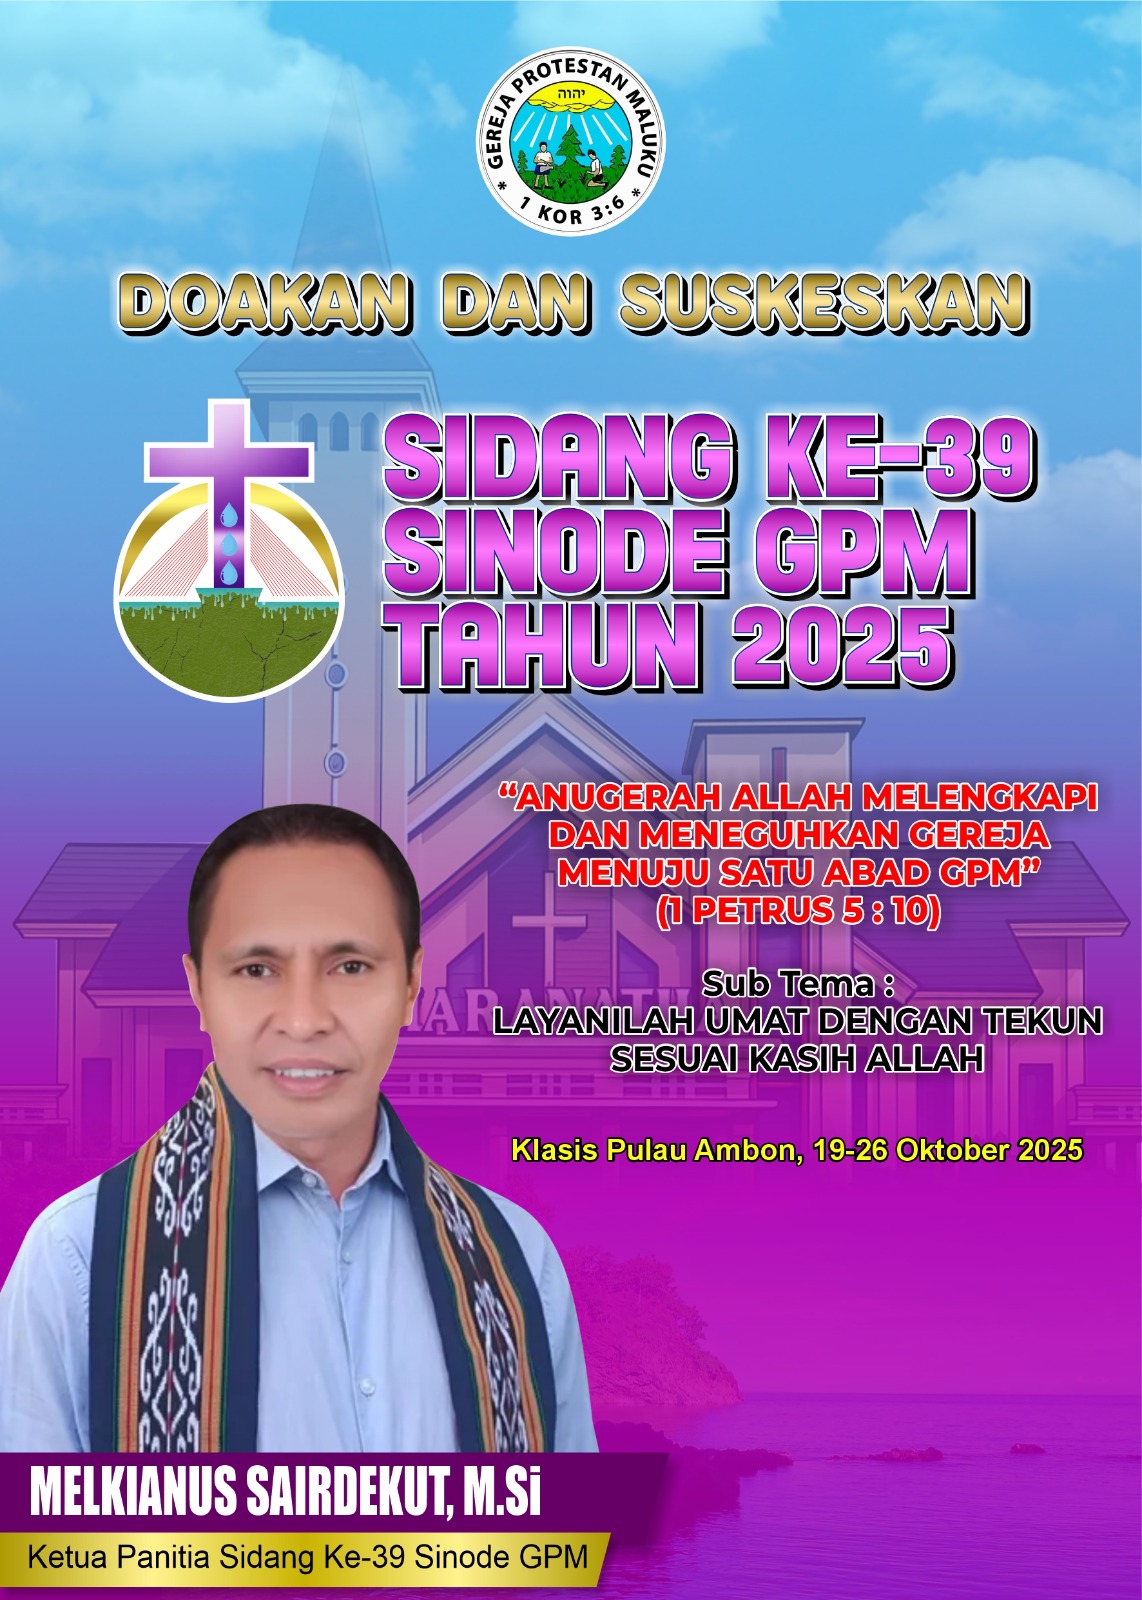 GEREJA PROTESTAN MALUKU
יהוה
* 1 KOR 3:6 *
DOAKAN DAN SUSKESKAN
SIDANG KE-39
SINODE GPM
TAHUN 2025
“ANUGERAH ALLAH MELENGKAPI
DAN MENEGUHKAN GEREJA
MENUJU SATU ABAD GPM”
(1 PETRUS 5 : 10)
Sub Tema :
LAYANILAH UMAT DENGAN TEKUN
SESUAI KASIH ALLAH
Klasis Pulau Ambon, 19-26 Oktober 2025
MELKIANUS SAIRDEKUT, M.Si
Ketua Panitia Sidang Ke-39 Sinode GPM